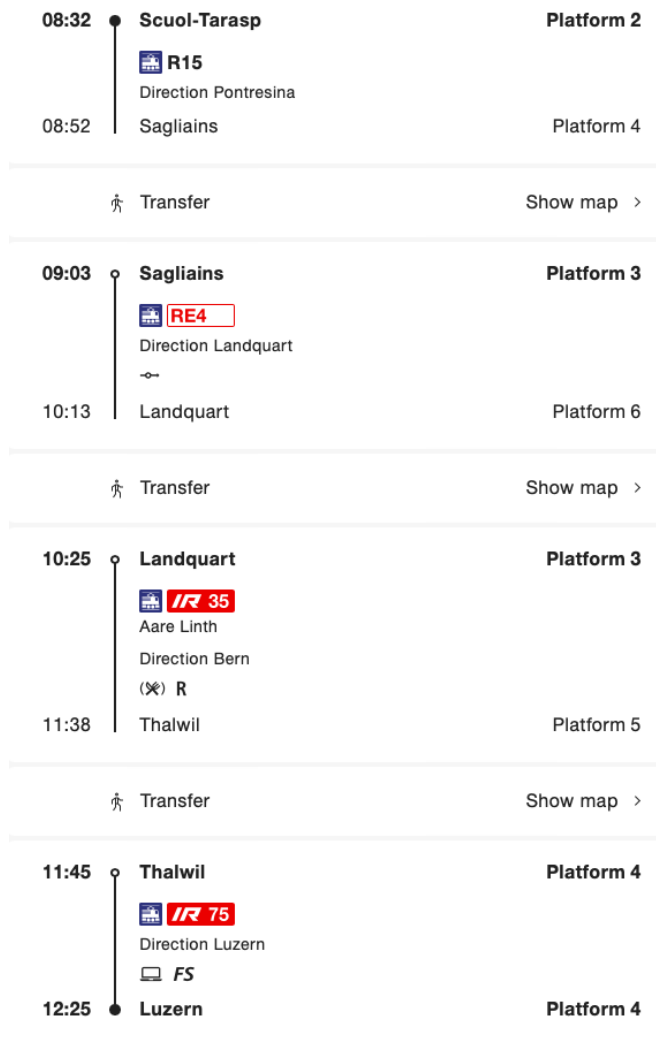 08:32 Scuol-Tarasp Platform 2
R15
Direction Pontresina
08:52 Sagliains Platform 4
Transfer Show map
09:03 Sagliains Platform 3
RE4
Direction Landquart
10:13 Landquart Platform 6
Transfer Show map
10:25 Landquart Platform 3
IR 35
Aare Linth
Direction Bern
R
11:38 Thalwil Platform 5
Transfer Show map
11:45 Thalwil Platform 4
IR 75
Direction Luzern
FS
12:25 Luzern Platform 4